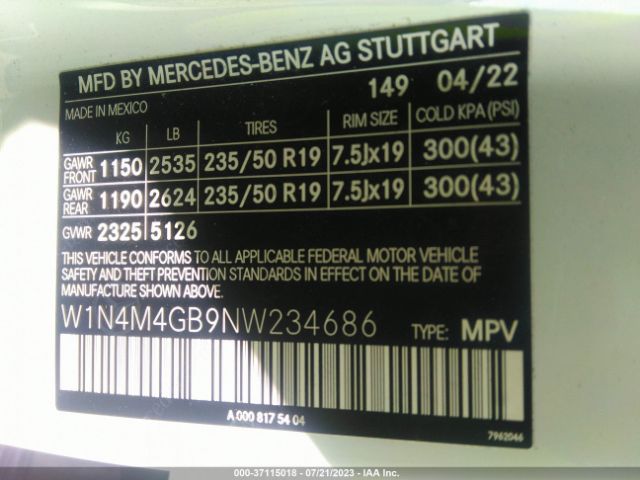 MFD BY MERCEDES-BENZ AG STUTTGART
149 04/22
MADE IN MEXICO
KG LB TIRES RIM SIZE COLD KPA (PSI)
GAWR FRONT 1150 2535 235/50 R19 7.5Jx19 300(43)
GAWR REAR 1190 2624 235/50 R19 7.5Jx19 300(43)
GVWR 2325 5126
THIS VEHICLE CONFORMS TO ALL APPLICABLE FEDERAL MOTOR VEHICLE
SAFETY AND THEFT PREVENTION STANDARDS IN EFFECT ON THE DATE OF
MANUFACTURE SHOWN ABOVE.
W1N4M4GB9NW234686 TYPE: MPV
A 000 817 54 04
7962046
000-37115018 - 07/21/2023 - IAA Inc.